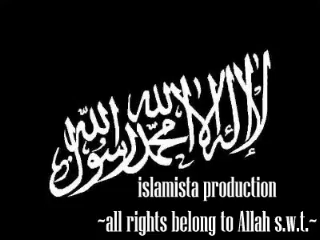 لا إله إلا الله محمد رسول الله
islamista production
~all rights belong to Allah s.w.t.~